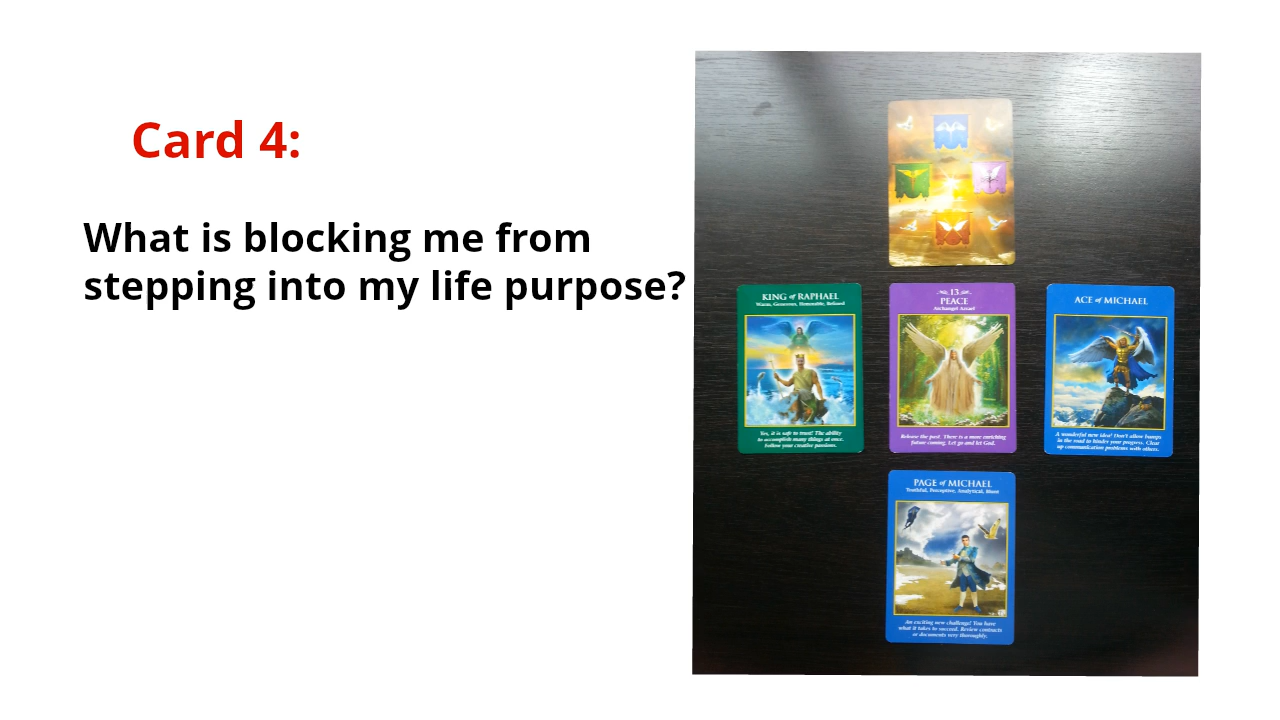 Card 4:
What is blocking me from
stepping into my life purpose?
KING of RAPHAEL
Warm, Generous, Honorable, Refined
Yes, it is safe to trust! The ability
to accomplish many things at once.
Follow your creative passions.
13
PEACE
Archangel Azrael
Release the past. There is a more enriching
future coming. Let go and let God.
ACE of MICHAEL
A wonderful new idea! Don't allow bumps
in the road to hinder your progress. Clear
up communication problems with others.
PAGE of MICHAEL
Truthful, Perceptive, Analytical, Blunt
An exciting new challenge! You have
what it takes to succeed. Review contracts
or documents very thoroughly.